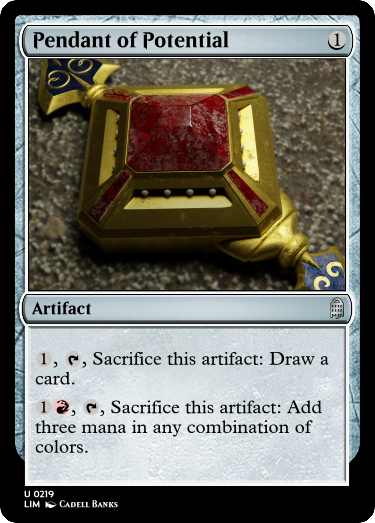 Pendant of Potential 1
Artifact
1, , Sacrifice this artifact: Draw a
card.
1 , , Sacrifice this artifact: Add
three mana in any combination of
colors.
U 0219
LIM Cadell Banks